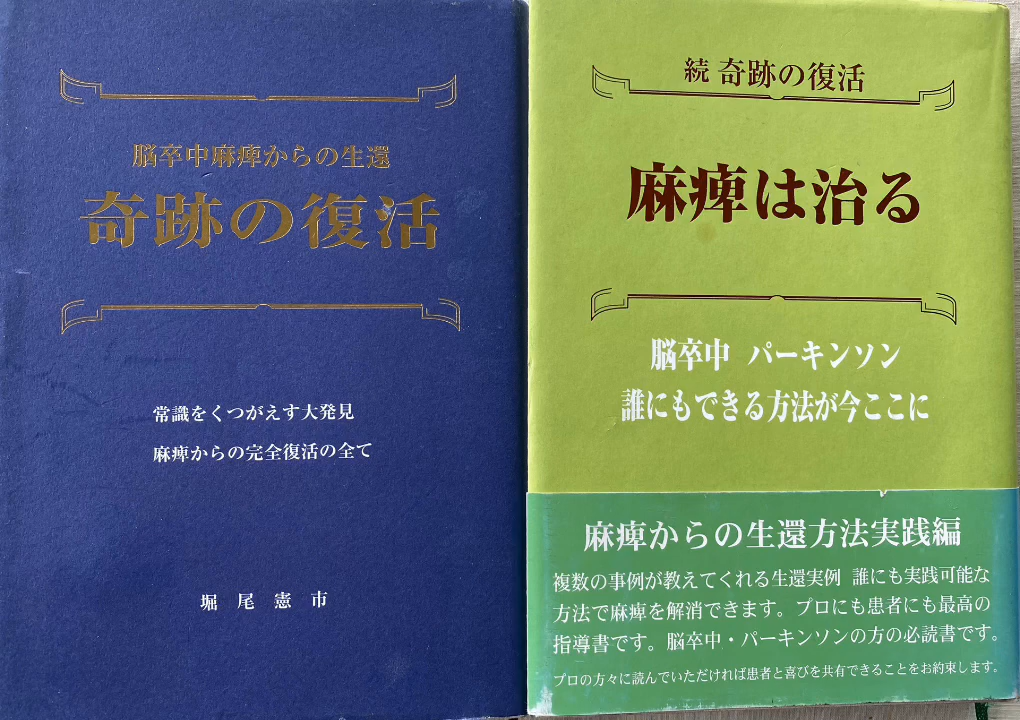 脳卒中麻痺からの生還
奇跡の復活
常識をくつがえす大発見
麻痺からの完全復活の全て
堀尾憲市
続 奇跡の復活
麻痺は治る
脳卒中 パーキンソン
誰にもできる方法が今ここに
麻痺からの生還方法実践編
複数の事例が教えてくれる生還実例 誰にも実践可能な
方法で麻痺を解消できます。プロにも患者にも最高の
指導書です。脳卒中・パーキンソンの方の必読書です。
プロの方々に読んでいただければ患者と喜びを共有できることをお約束します。